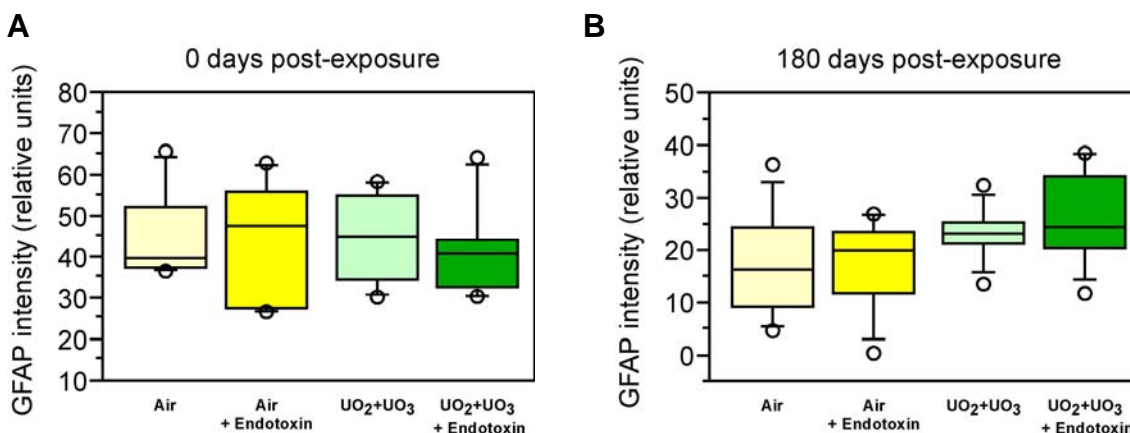 A
0 days post-exposure
GFAP intensity (relative units)
80
70
60
50
40
30
20
10
Air
Air
+ Endotoxin
UO₂+UO₃
UO₂+UO₃
+ Endotoxin
B
180 days post-exposure
GFAP intensity (relative units)
50
40
30
20
10
0
Air
Air
+ Endotoxin
UO₂+UO₃
UO₂+UO₃
+ Endotoxin